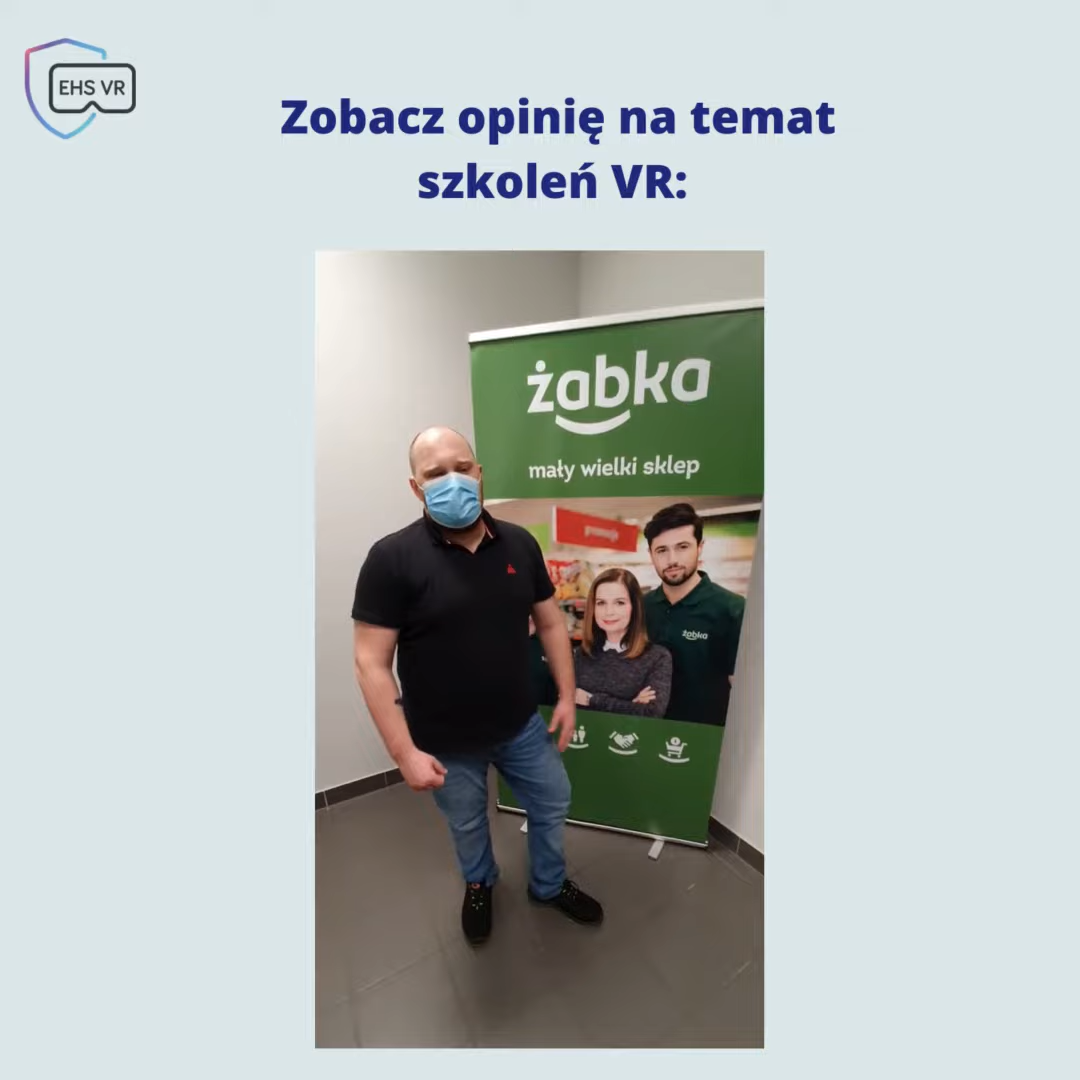 EHS VR
Zobacz opinię na temat
szkoleń VR:
żabka
mały wielki sklep
żabka